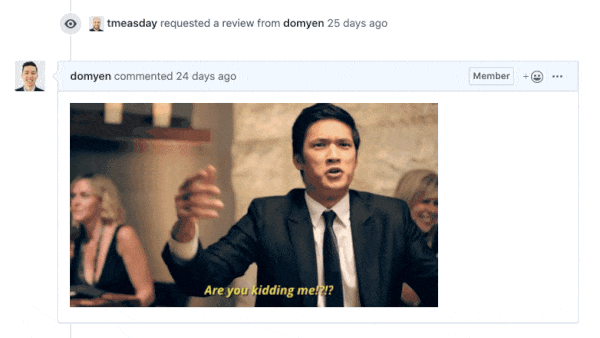 tmeasday requested a review from domyen 25 days ago
domyen commented 24 days ago
Member
Are you kidding me!?!?